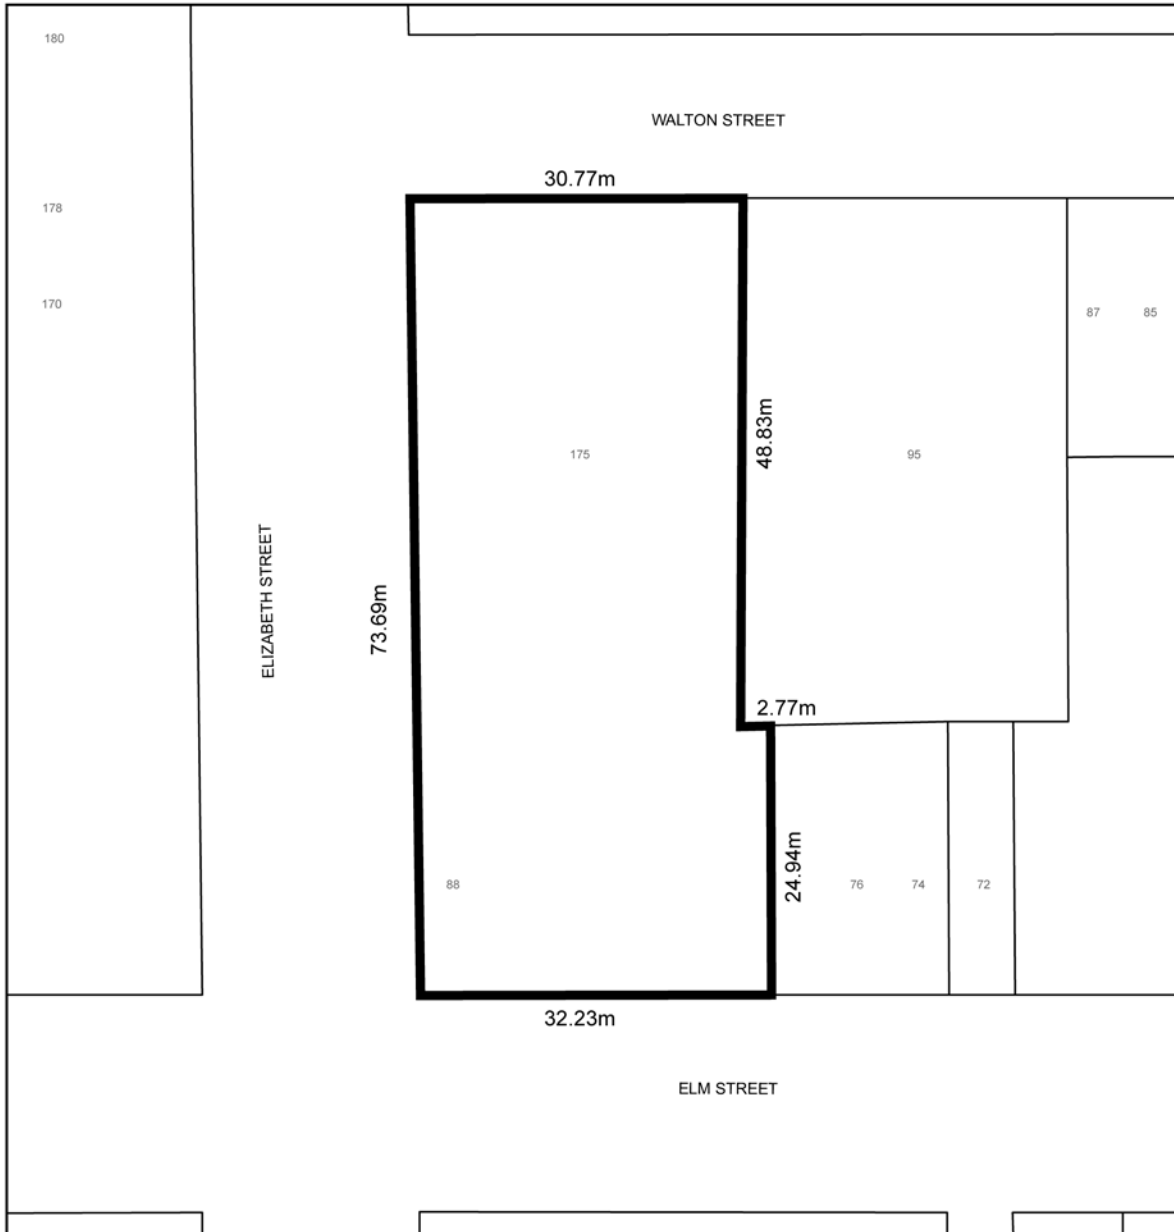 180
WALTON STREET
30.77m
178
170
87
85
175
48.83m
95
ELIZABETH STREET
73.69m
2.77m
24.94m
88
76
74
72
32.23m
ELM STREET